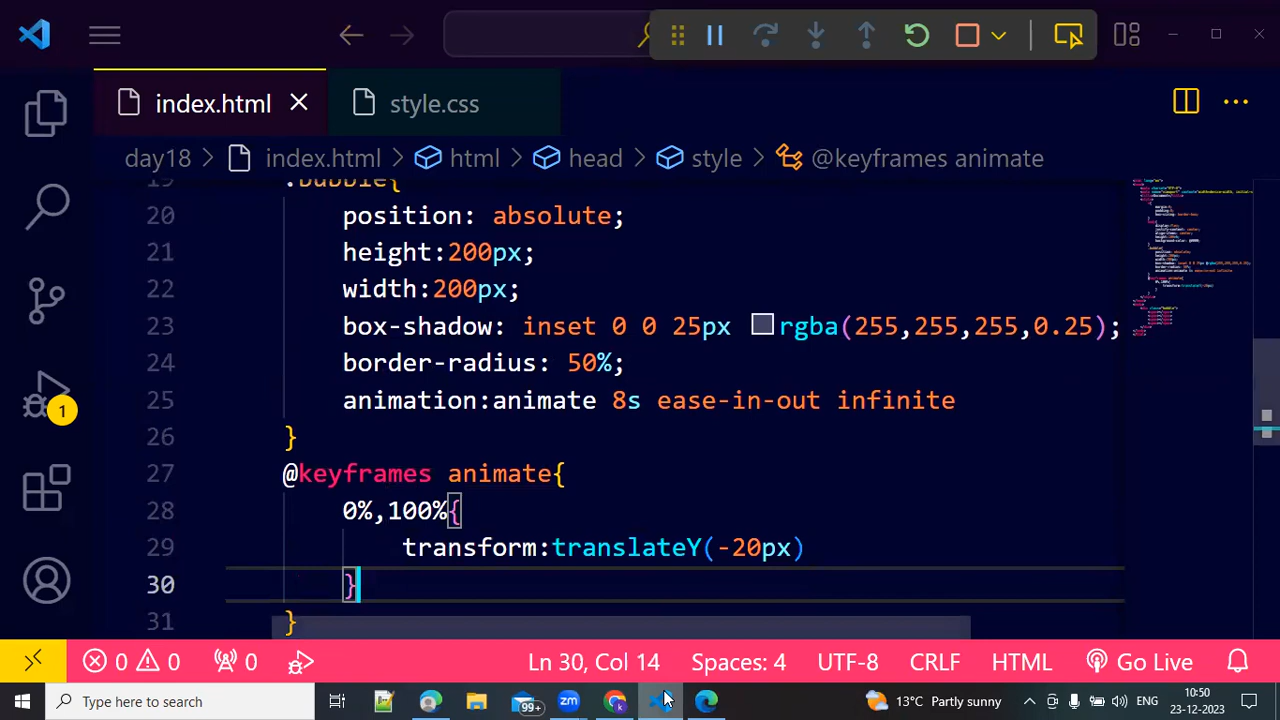 index.html
style.css
day18 > index.html > html > head > style > @keyframes animate
19 .bubble{
20 position: absolute;
21 height:200px;
22 width:200px;
23 box-shadow: inset 0 0 25px rgba(255,255,255,0.25);
24 border-radius: 50%;
25 animation:animate 8s ease-in-out infinite
26 }
27 @keyframes animate{
28 0%,100%{
29 transform:translateY(-20px)
30 }
31 }
1
0 0 0 Ln 30, Col 14 Spaces: 4 UTF-8 CRLF HTML Go Live
Type here to search 99+ 13°C Partly sunny ENG 10:50
23-12-2023